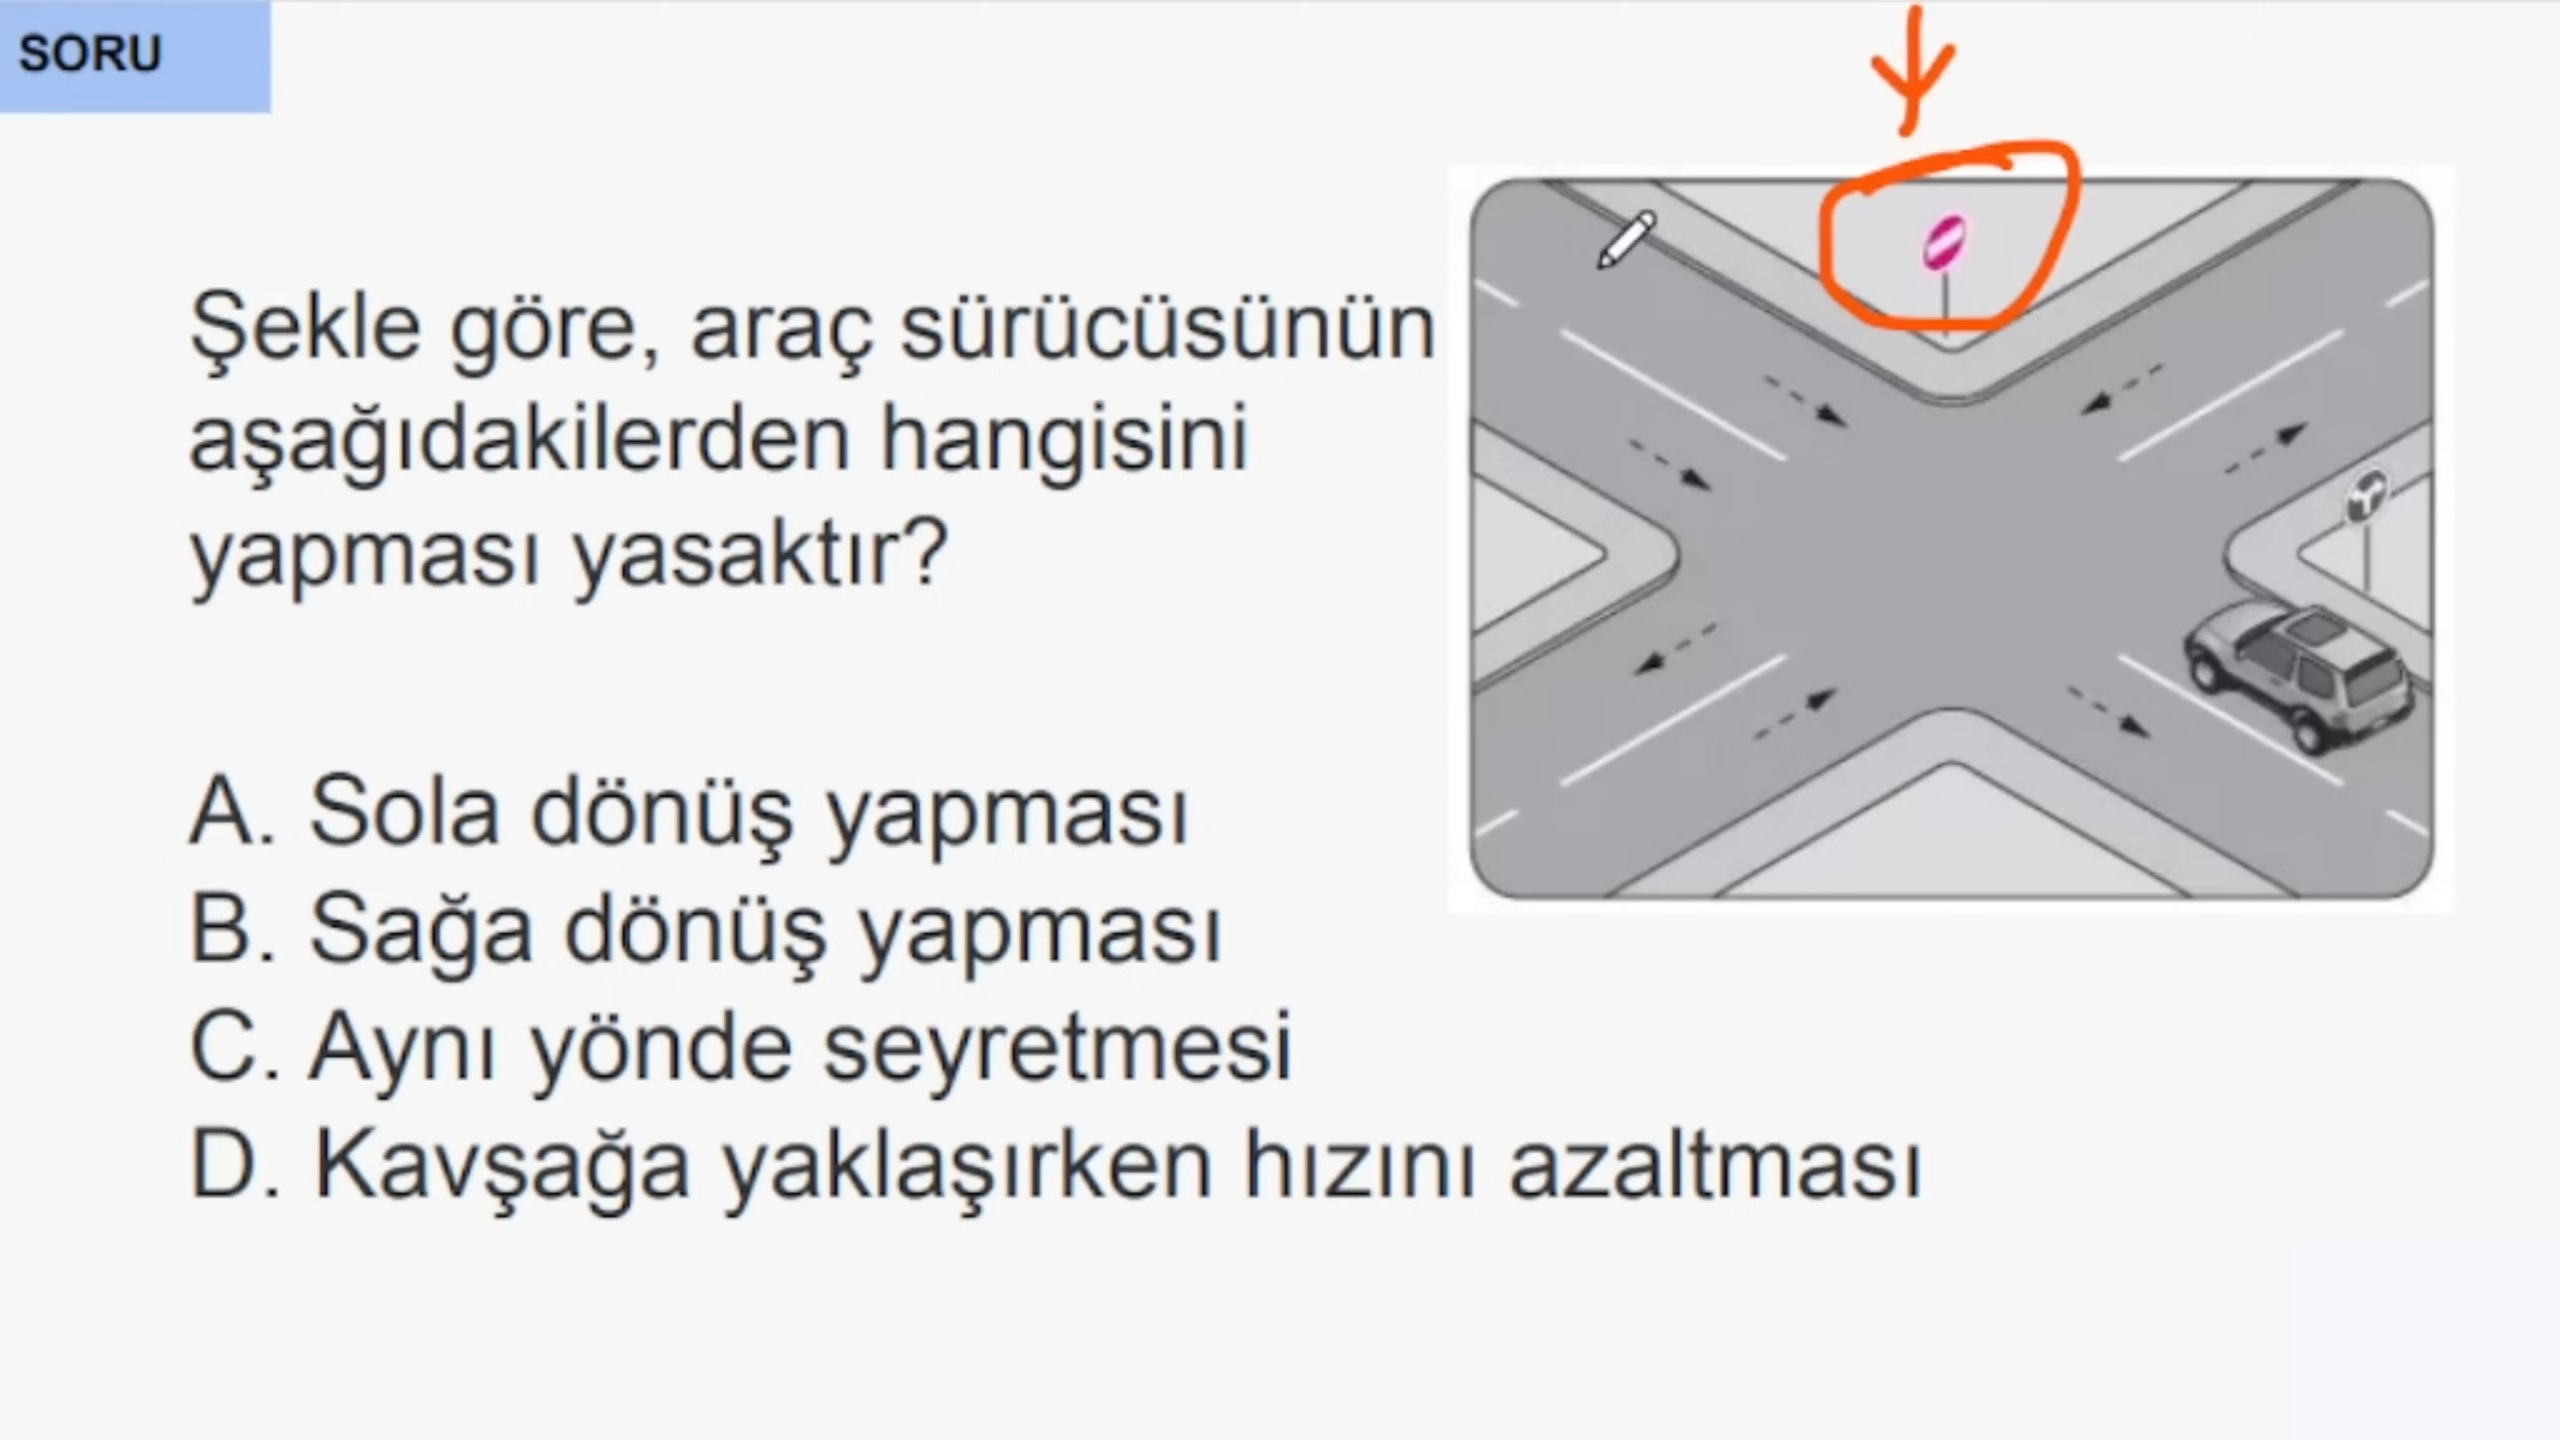 SORU
Şekle göre, araç sürücüsünün
aşağıdakilerden hangisini
yapması yasaktır?
A. Sola dönüş yapması
B. Sağa dönüş yapması
C. Aynı yönde seyretmesi
D. Kavşağa yaklaşırken hızını azaltması